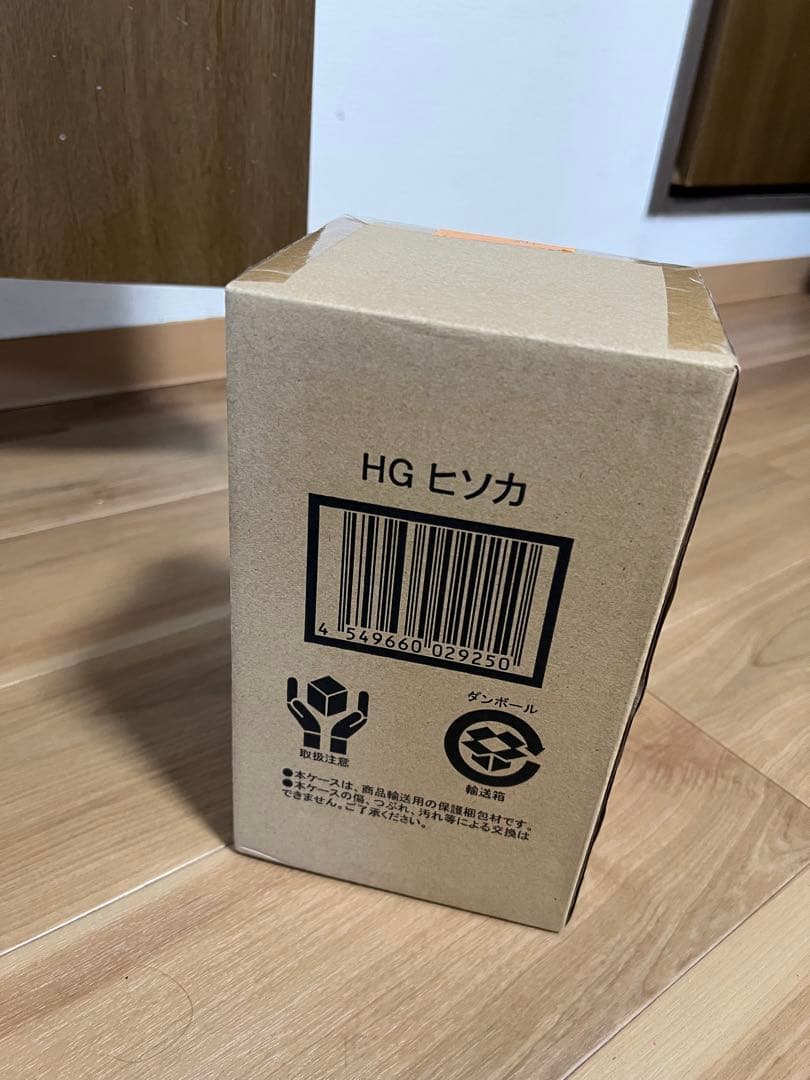 HG ヒソカ
4 549660 029250
取扱注意
ダンボール
輸送箱
●本ケースは、商品輸送用の保護梱包材です。
●本ケースの傷、つぶれ、汚れ等による交換は
できません。ご了承ください。